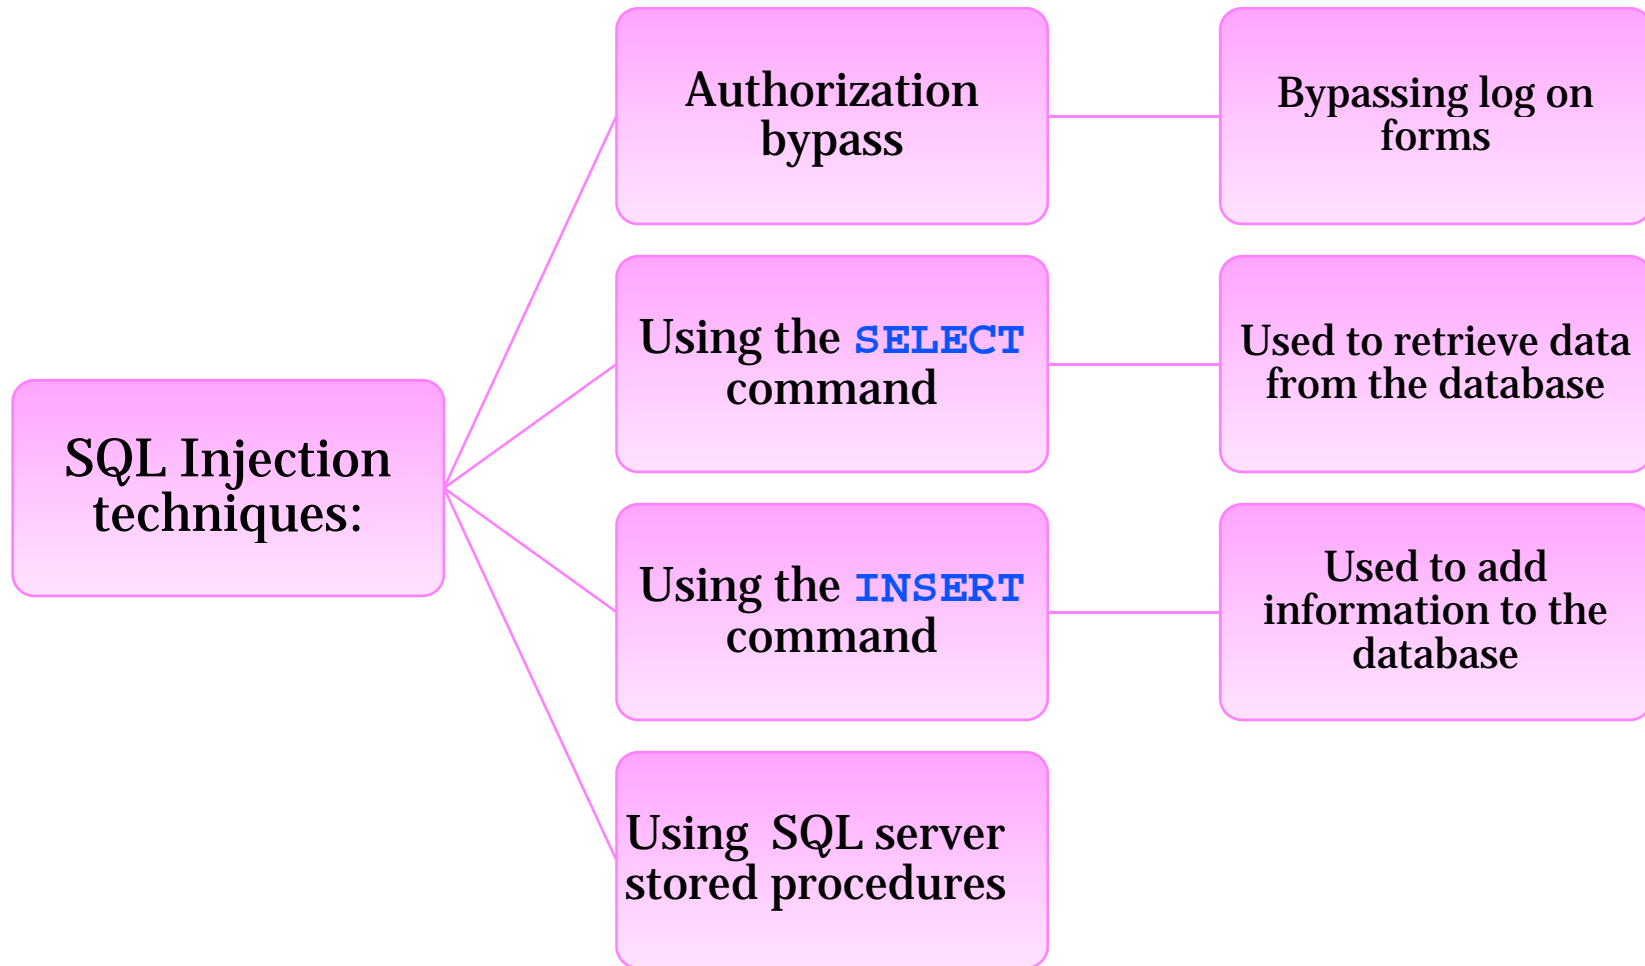 SQL Injection
techniques:
Authorization
bypass
Bypassing log on
forms
Using the SELECT
command
Used to retrieve data
from the database
Using the INSERT
command
Used to add
information to the
database
Using  SQL server
stored procedures